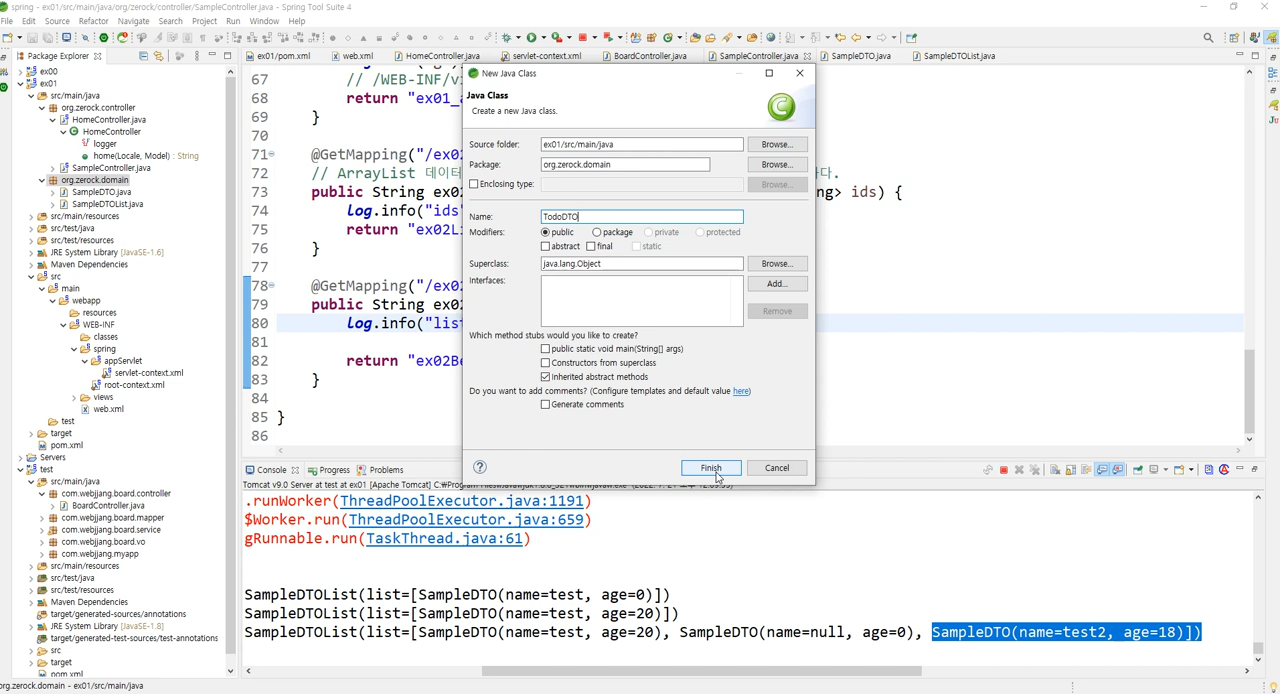 spring - ex01/src/main/java/org/zerock/controller/SampleController.java - Spring Tool Suite 4
File Edit Source Refactor Navigate Search Project Run Window Help
Package Explorer
ex01/pom.xml web.xml HomeController.java servlet-context.xml BoardController.java SampleController.java SampleDTO.java SampleDTOList.java
ex00
ex01
src/main/java
org.zerock.controller
HomeController.java
HomeController
logger
home(Locale, Model) : String
SampleController.java
org.zerock.domain
SampleDTO.java
SampleDTOList.java
src/main/resources
src/test/java
src/test/resources
JRE System Library [JavaSE-1.6]
Maven Dependencies
src
main
webapp
resources
WEB-INF
classes
spring
appServlet
servlet-context.xml
root-context.xml
views
web.xml
test
target
pom.xml
Servers
test
src/main/java
com.webjjang.board.controller
BoardController.java
com.webjjang.board.mapper
com.webjjang.board.service
com.webjjang.board.vo
com.webjjang.myapp
src/main/resources
src/test/java
src/test/resources
Maven Dependencies
target/generated-sources/annotations
JRE System Library [JavaSE-1.8]
target/generated-test-sources/test-annotations
src
target
pom.xml
67 // /WEB-INF/vi
68 return "ex01_a
69 }
70
71 @GetMapping("/ex02
72 // ArrayList 데이터 다.
73 public String ex02 ng> ids) {
74 log.info("ids"
75 return "ex02Li
76 }
77
78 @GetMapping("/ex02
79 public String ex02
80 log.info("list
81
82 return "ex02Be
83 }
84
85 }
86
New Java Class
Java Class
Create a new Java class.
Source folder: ex01/src/main/java Browse...
Package: org.zerock.domain Browse...
Enclosing type: Browse...
Name: TodoDTO
Modifiers: public package private protected
abstract final static
Superclass: java.lang.Object Browse...
Interfaces: Add...
Remove
Which method stubs would you like to create?
public static void main(String[] args)
Constructors from superclass
Inherited abstract methods
Do you want to add comments? (Configure templates and default value here)
Generate comments
Finish Cancel
Console Progress Problems
.runWorker(ThreadPoolExecutor.java:1191)
$Worker.run(ThreadPoolExecutor.java:659)
gRunnable.run(TaskThread.java:61)
SampleDTOList(list=[SampleDTO(name=test, age=0)])
SampleDTOList(list=[SampleDTO(name=test, age=20)])
SampleDTOList(list=[SampleDTO(name=test, age=20), SampleDTO(name=null, age=0), SampleDTO(name=test2, age=18)])
org.zerock.domain - ex01/src/main/java